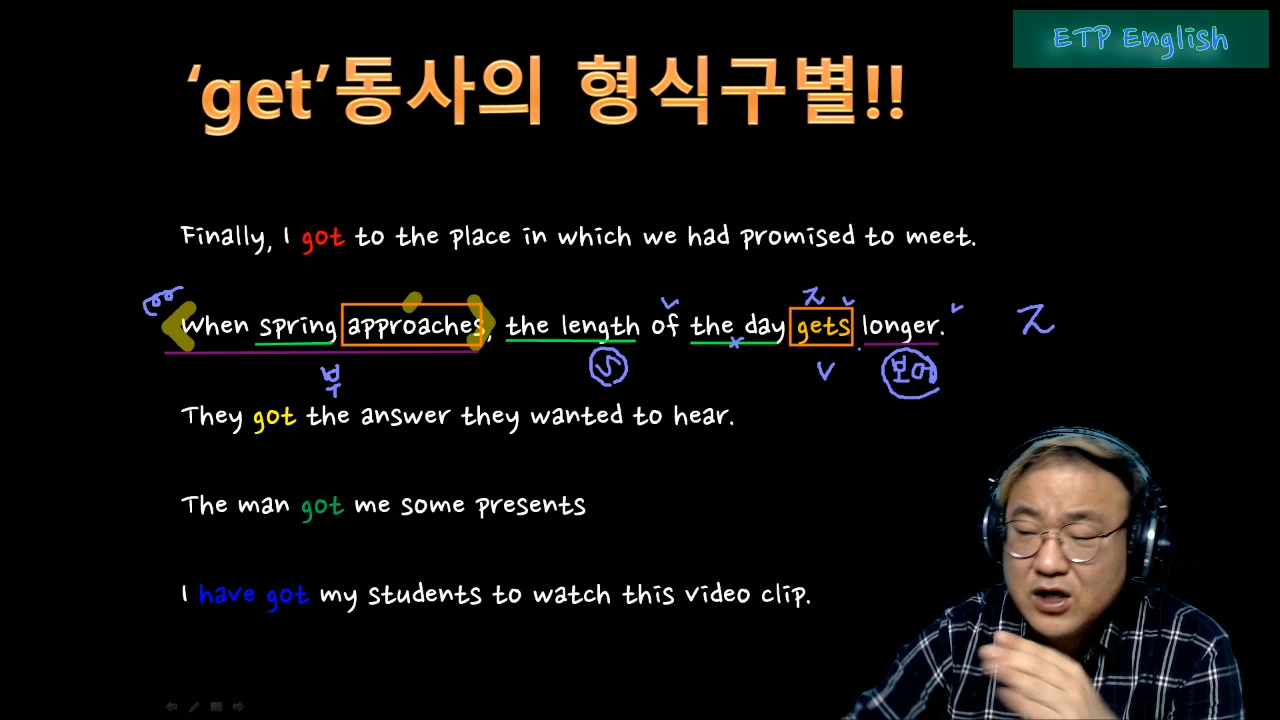 ETP English
‘get’동사의 형식구별!!
Finally, I got to the place in which we had promised to meet.
When spring approaches, the length of the day gets longer.
부 S V 보어
They got the answer they wanted to hear.
The man got me some presents
I have got my students to watch this video clip.